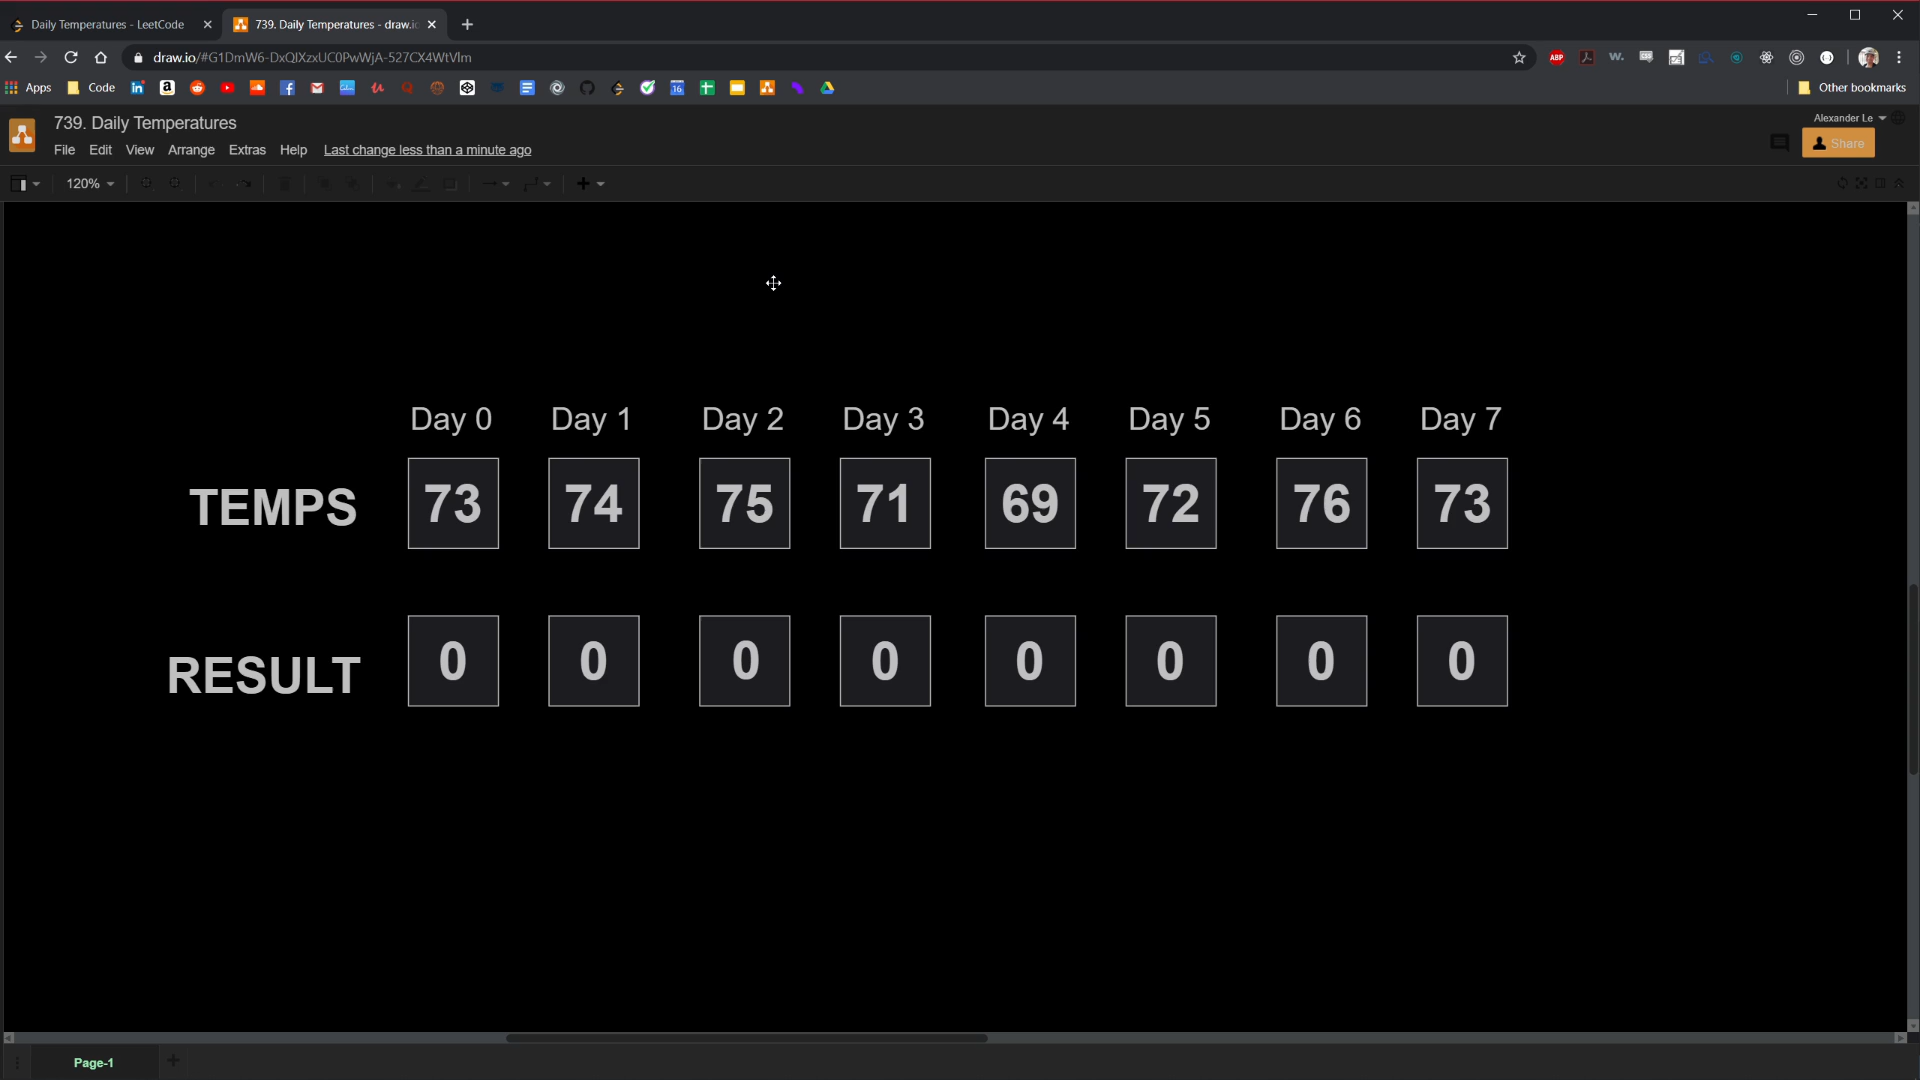 Daily Temperatures - LeetCode
739. Daily Temperatures - draw.i
draw.io/#G1DmW6-DxQIXzxUC0PwWjA-527CX4WtVlm
Apps Code Other bookmarks
739. Daily Temperatures
Alexander Le
File Edit View Arrange Extras Help Last change less than a minute ago
Share
120%
Day 0 Day 1 Day 2 Day 3 Day 4 Day 5 Day 6 Day 7
TEMPS 73 74 75 71 69 72 76 73
RESULT 0 0 0 0 0 0 0 0
Page-1